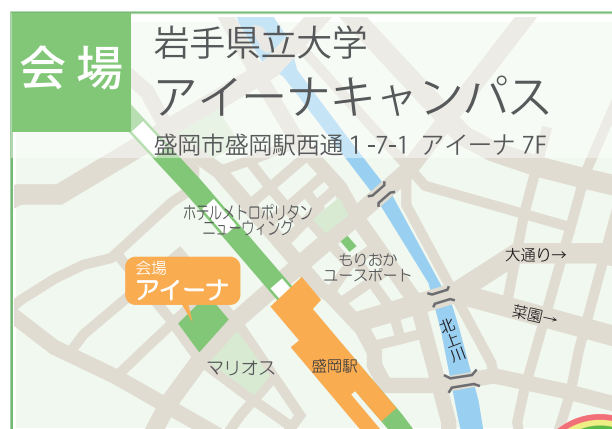 会場
岩手県立大学
アイーナキャンパス
盛岡市盛岡駅西通 1-7-1 アイーナ 7F
ホテルメトロポリタン
ニューウィング
もりおか
ユースポート
大通り→
会場
アイーナ
菜園→
北上川
マリオス
盛岡駅